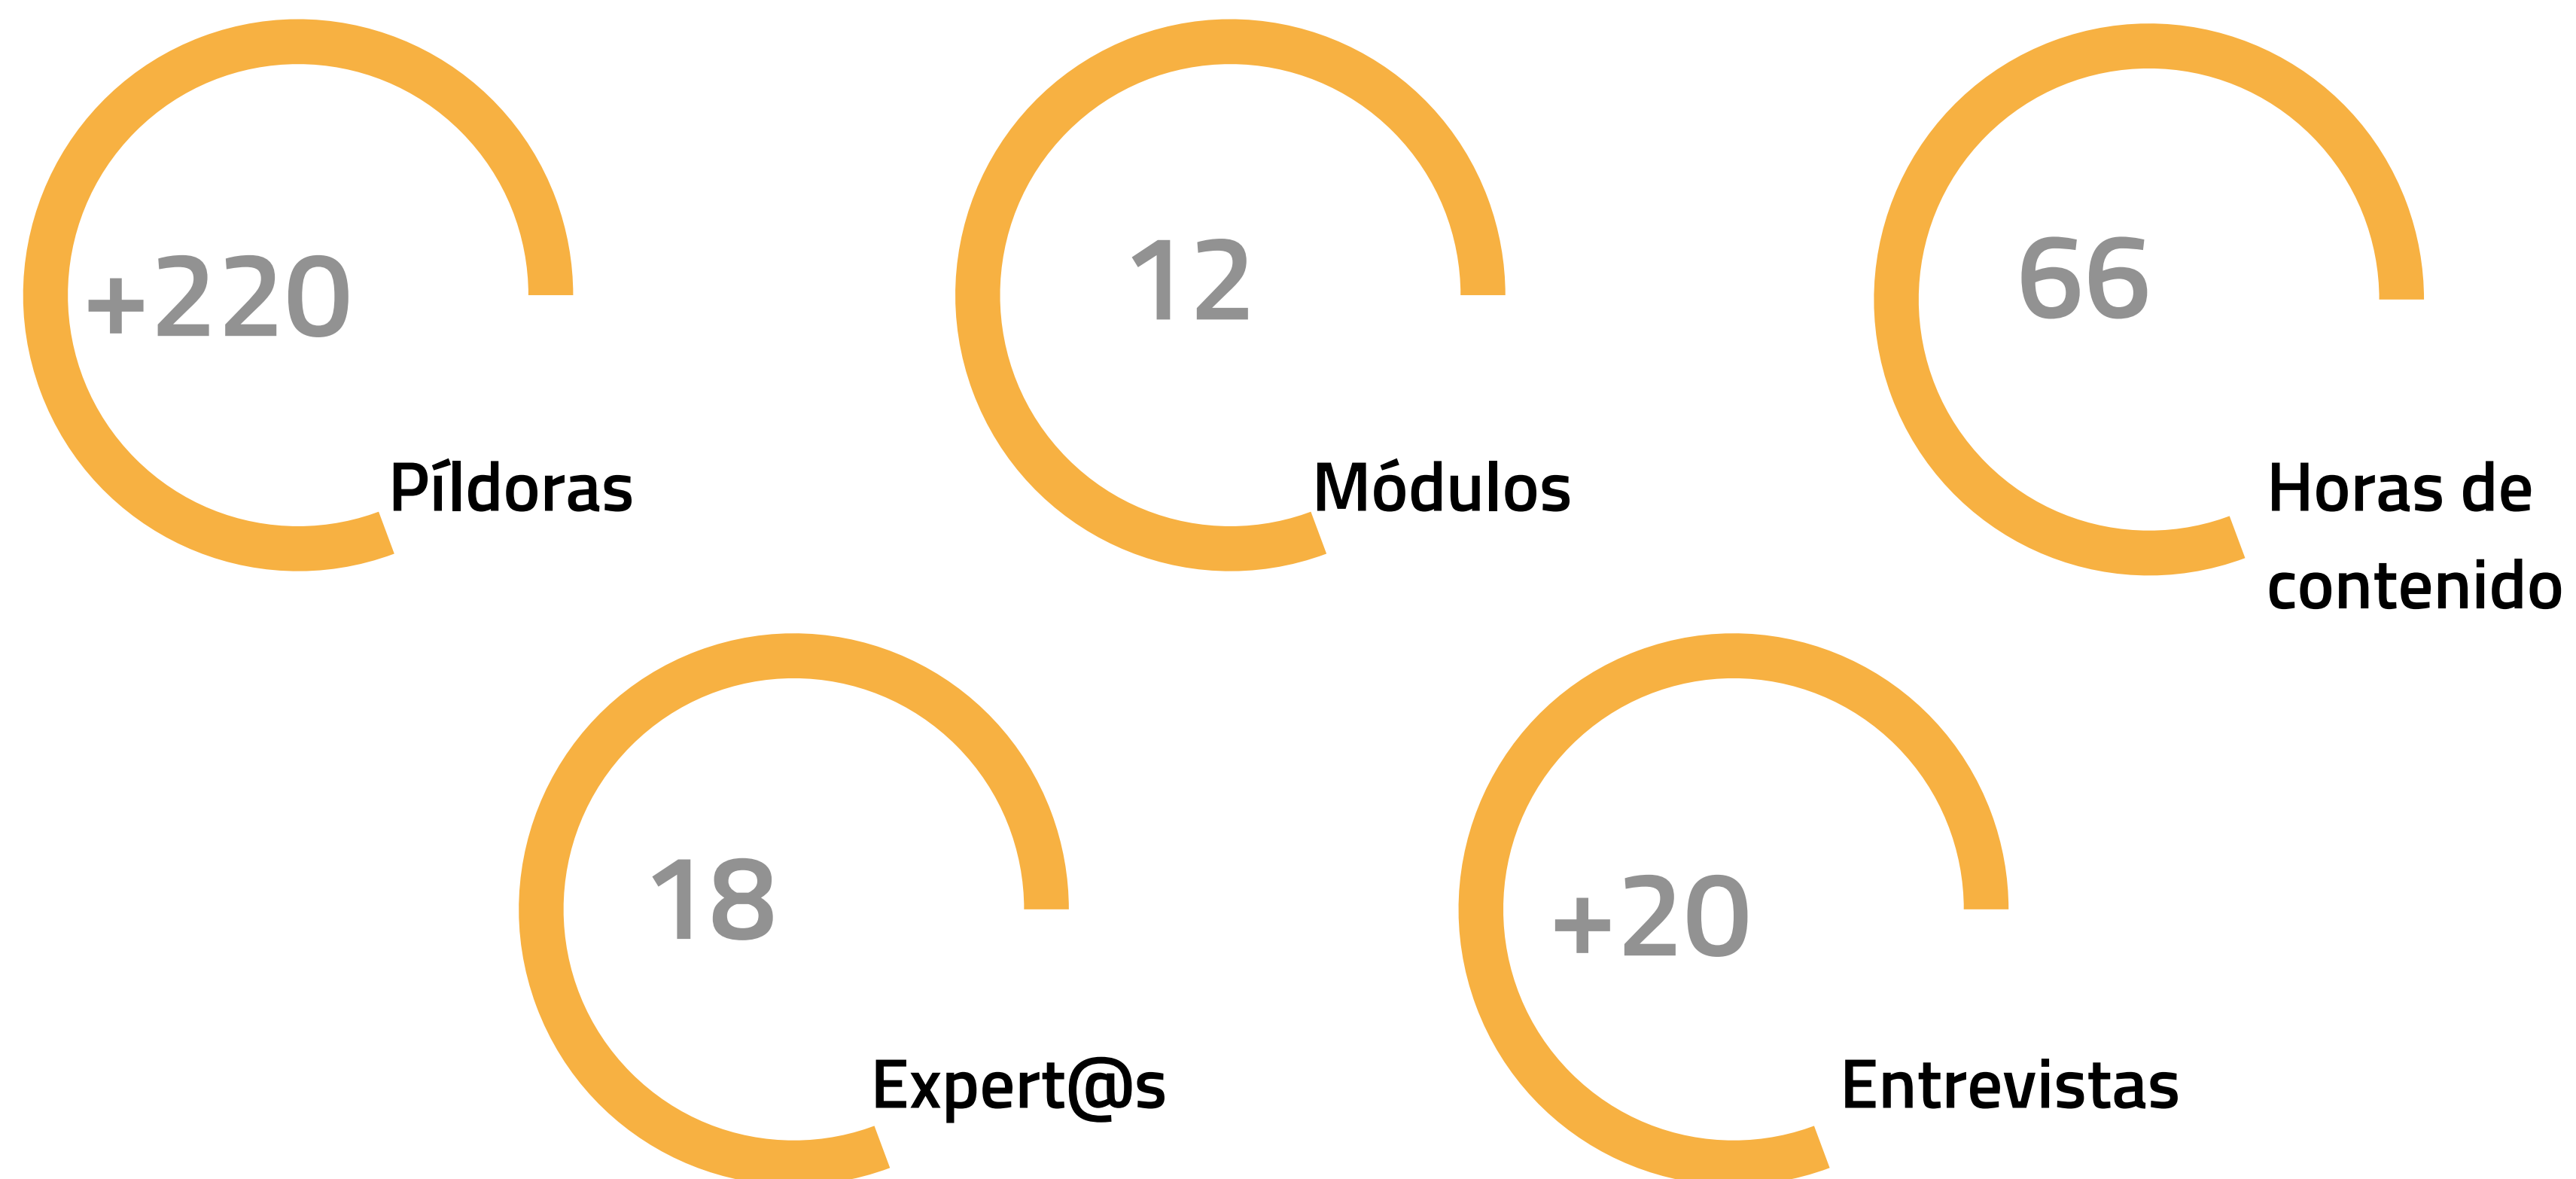 +220
Píldoras
12
Módulos
66
Horas de
contenido
18
Expert@s
+20
Entrevistas